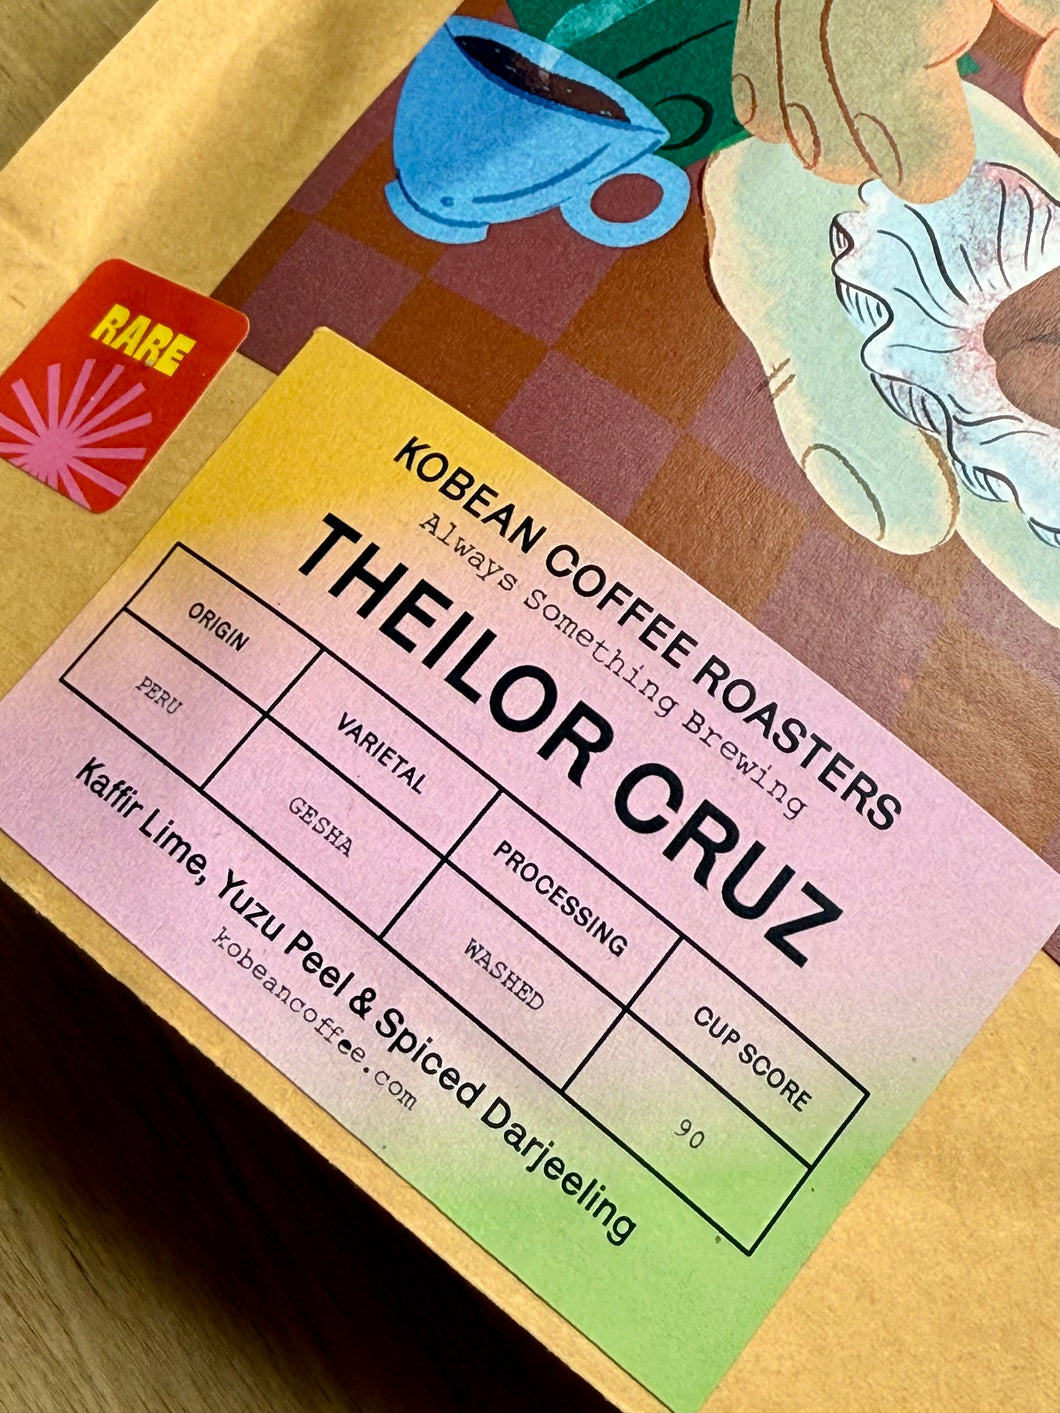 RARE
KOBEAN COFFEE ROASTERS
Always Something Brewing
THEILOR CRUZ
ORIGIN VARIETAL PROCESSING CUP SCORE
PERU GESHA WASHED 90
Kaffir Lime, Yuzu Peel & Spiced Darjeeling
kobeancoffee.com